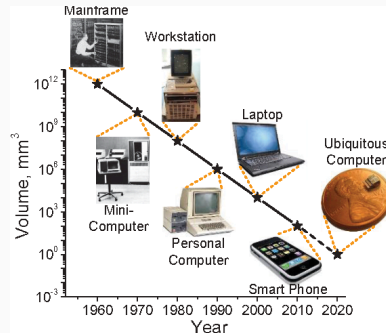 Mainframe
Workstation
Laptop
Ubiquitous
Computer
Mini-
Computer
Personal
Computer
Smart Phone
Volume, mm³
10¹²
10⁹
10⁶
10³
10⁰
10⁻³
1960 1970 1980 1990 2000 2010 2020
Year